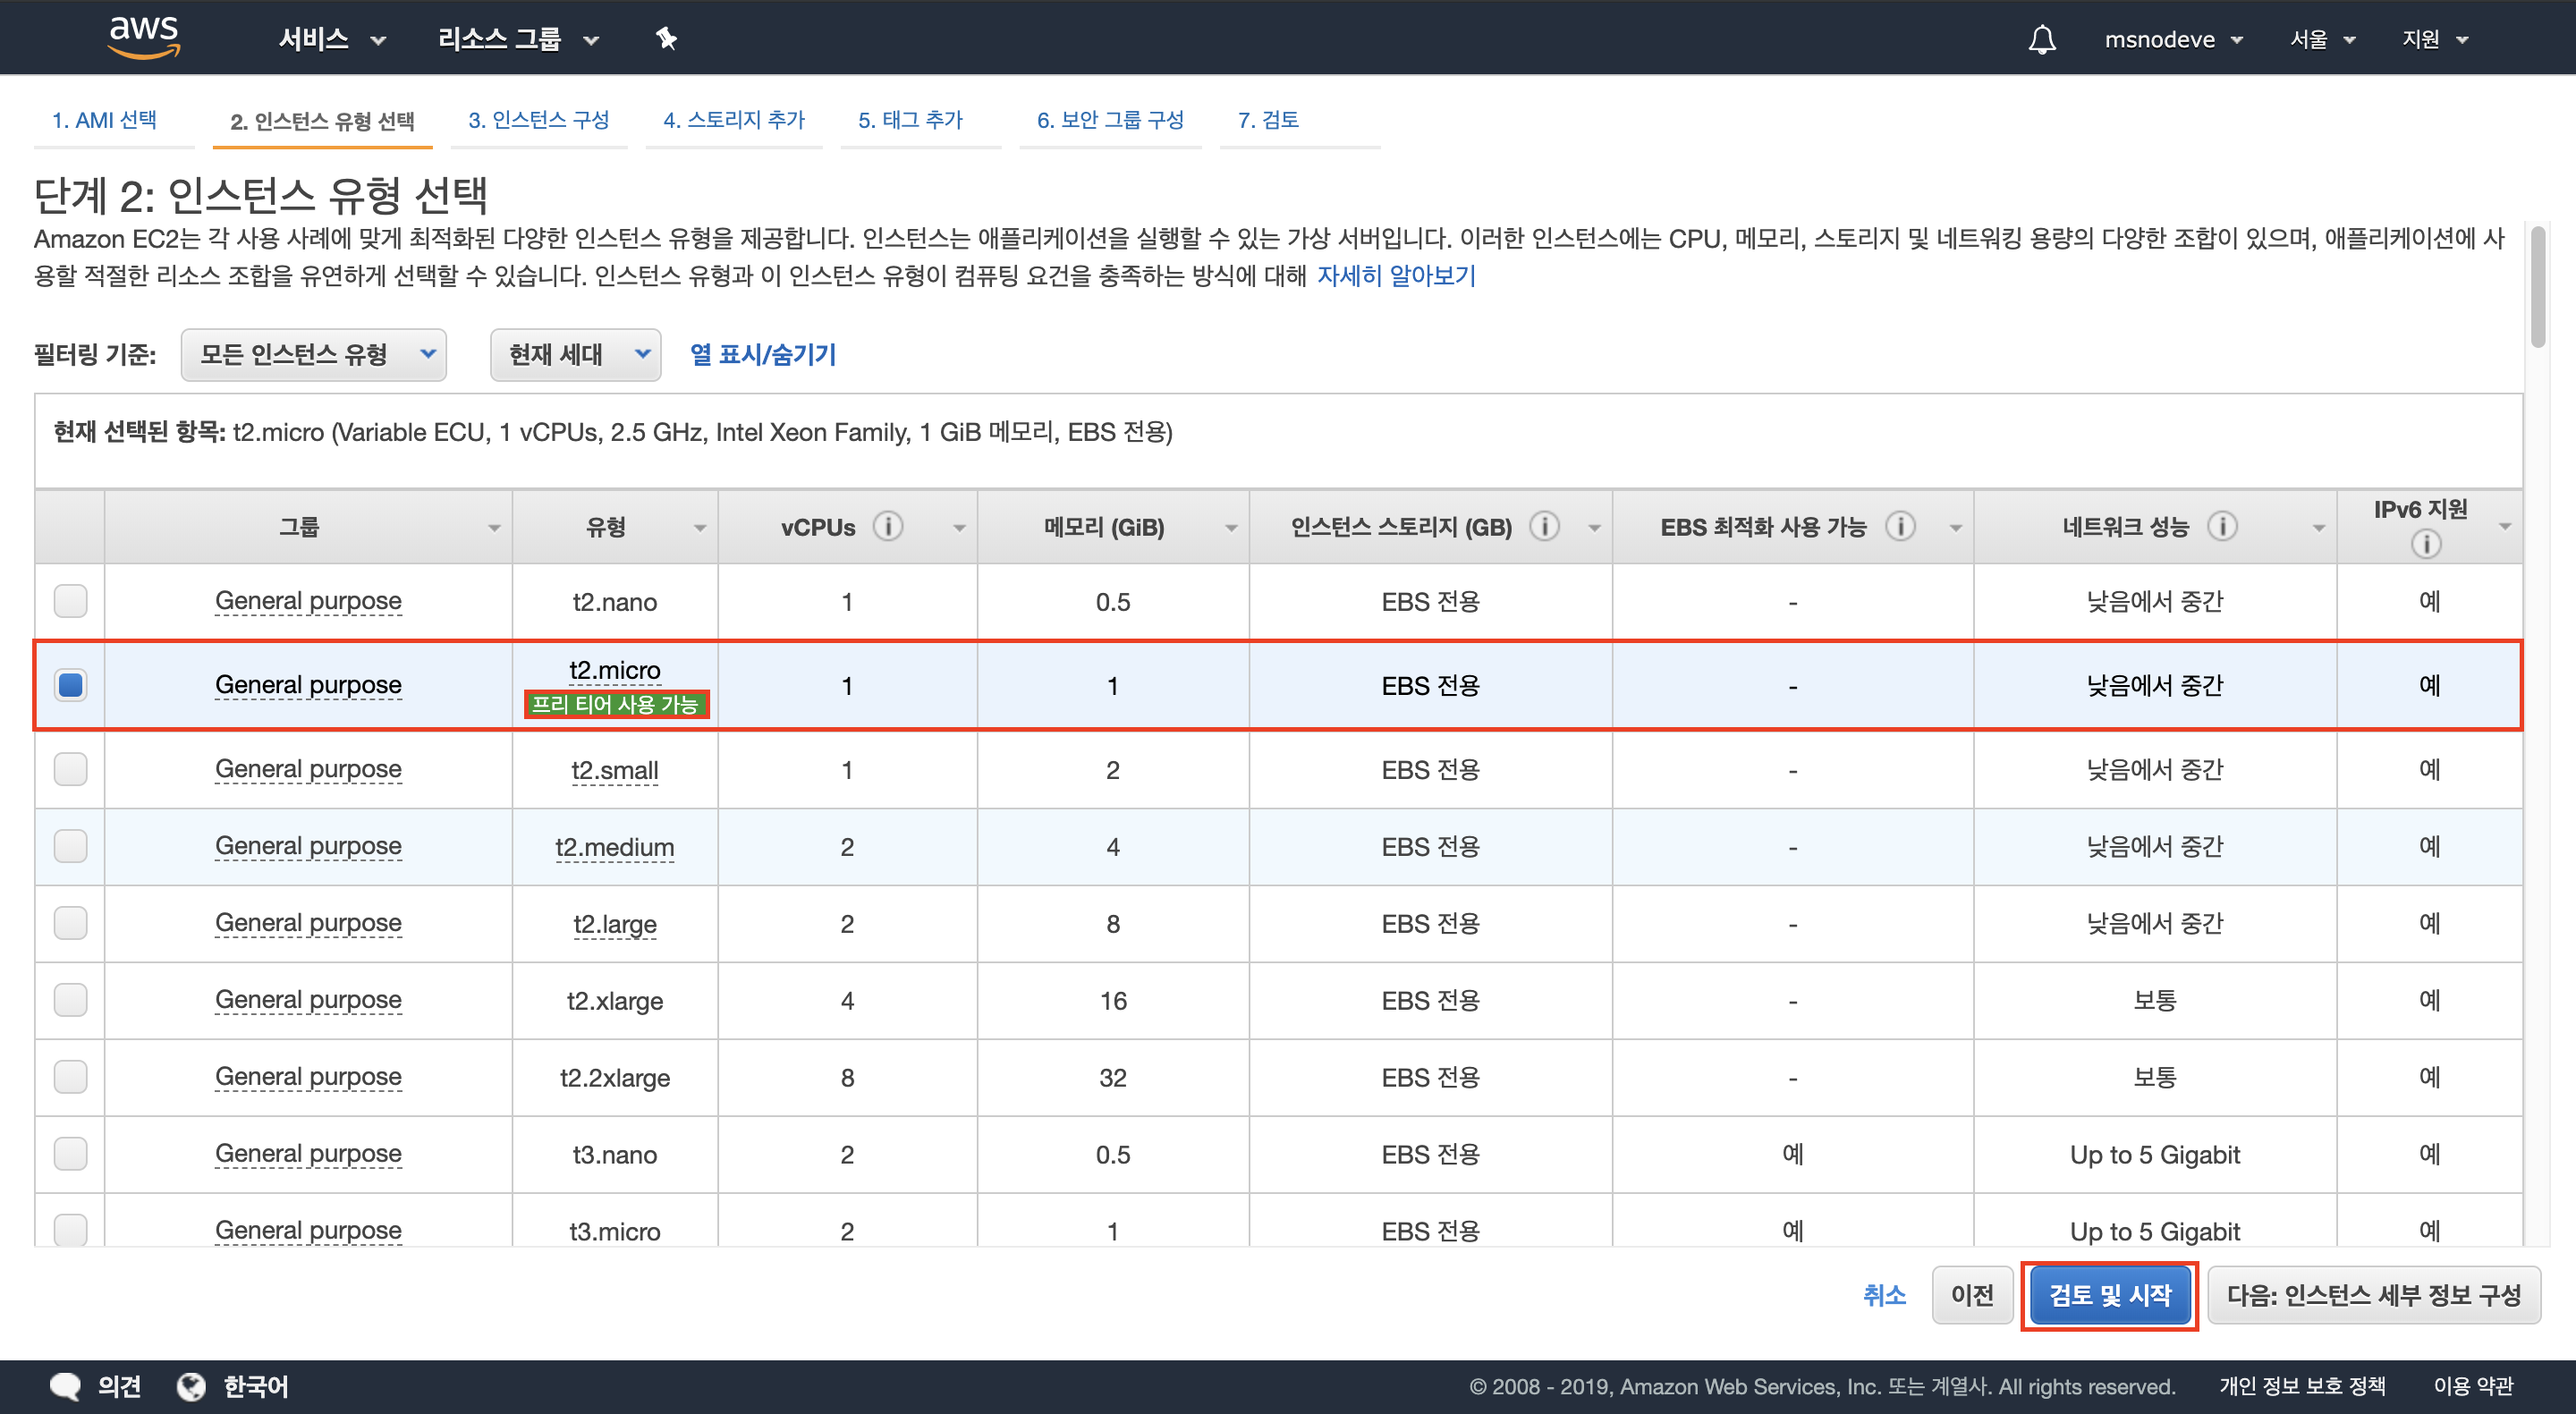 aws
서비스
리소스 그룹
msnodeve
서울
지원
1. AMI 선택
2. 인스턴스 유형 선택
3. 인스턴스 구성
4. 스토리지 추가
5. 태그 추가
6. 보안 그룹 구성
7. 검토
단계 2: 인스턴스 유형 선택
Amazon EC2는 각 사용 사례에 맞게 최적화된 다양한 인스턴스 유형을 제공합니다. 인스턴스는 애플리케이션을 실행할 수 있는 가상 서버입니다. 이러한 인스턴스에는 CPU, 메모리, 스토리지 및 네트워킹 용량의 다양한 조합이 있으며, 애플리케이션에 사
용할 적절한 리소스 조합을 유연하게 선택할 수 있습니다. 인스턴스 유형과 이 인스턴스 유형이 컴퓨팅 요건을 충족하는 방식에 대해 자세히 알아보기
필터링 기준:
모든 인스턴스 유형
현재 세대
열 표시/숨기기
현재 선택된 항목: t2.micro (Variable ECU, 1 vCPUs, 2.5 GHz, Intel Xeon Family, 1 GiB 메모리, EBS 전용)
그룹 유형 vCPUs 메모리 (GiB) 인스턴스 스토리지 (GB) EBS 최적화 사용 가능 네트워크 성능 IPv6 지원
General purpose t2.nano 1 0.5 EBS 전용 - 낮음에서 중간 예
General purpose t2.micro 1 1 EBS 전용 - 낮음에서 중간 예
프리 티어 사용 가능
General purpose t2.small 1 2 EBS 전용 - 낮음에서 중간 예
General purpose t2.medium 2 4 EBS 전용 - 낮음에서 중간 예
General purpose t2.large 2 8 EBS 전용 - 낮음에서 중간 예
General purpose t2.xlarge 4 16 EBS 전용 - 보통 예
General purpose t2.2xlarge 8 32 EBS 전용 - 보통 예
General purpose t3.nano 2 0.5 EBS 전용 예 Up to 5 Gigabit 예
General purpose t3.micro 2 1 EBS 전용 예 Up to 5 Gigabit 예
취소
이전
검토 및 시작
다음: 인스턴스 세부 정보 구성
의견
한국어
© 2008 - 2019, Amazon Web Services, Inc. 또는 계열사. All rights reserved.
개인 정보 보호 정책
이용 약관